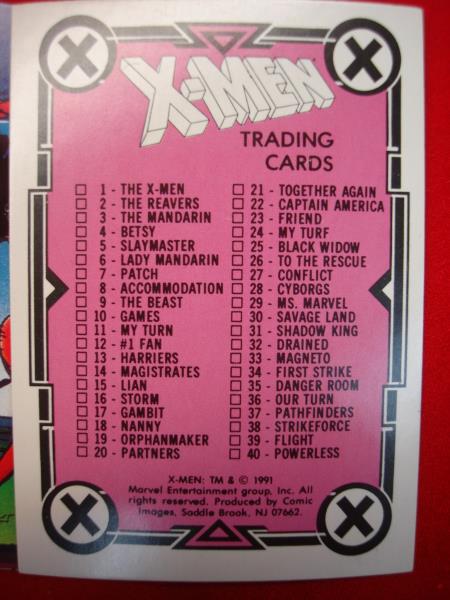 X-MEN
TRADING
CARDS
1 - THE X-MEN
2 - THE REAVERS
3 - THE MANDARIN
4 - BETSY
5 - SLAYMASTER
6 - LADY MANDARIN
7 - PATCH
8 - ACCOMMODATION
9 - THE BEAST
10 - GAMES
11 - MY TURN
12 - #1 FAN
13 - HARRIERS
14 - MAGISTRATES
15 - LIAN
16 - STORM
17 - GAMBIT
18 - NANNY
19 - ORPHANMAKER
20 - PARTNERS
21 - TOGETHER AGAIN
22 - CAPTAIN AMERICA
23 - FRIEND
24 - MY TURF
25 - BLACK WIDOW
26 - TO THE RESCUE
27 - CONFLICT
28 - CYBORGS
29 - MS. MARVEL
30 - SAVAGE LAND
31 - SHADOW KING
32 - DRAINED
33 - MAGNETO
34 - FIRST STRIKE
35 - DANGER ROOM
36 - OUR TURN
37 - PATHFINDERS
38 - STRIKEFORCE
39 - FLIGHT
40 - POWERLESS
X-MEN: TM & © 1991
Marvel Entertainment group, Inc. All
rights reserved. Produced by Comic
Images, Saddle Brook, NJ 07662.